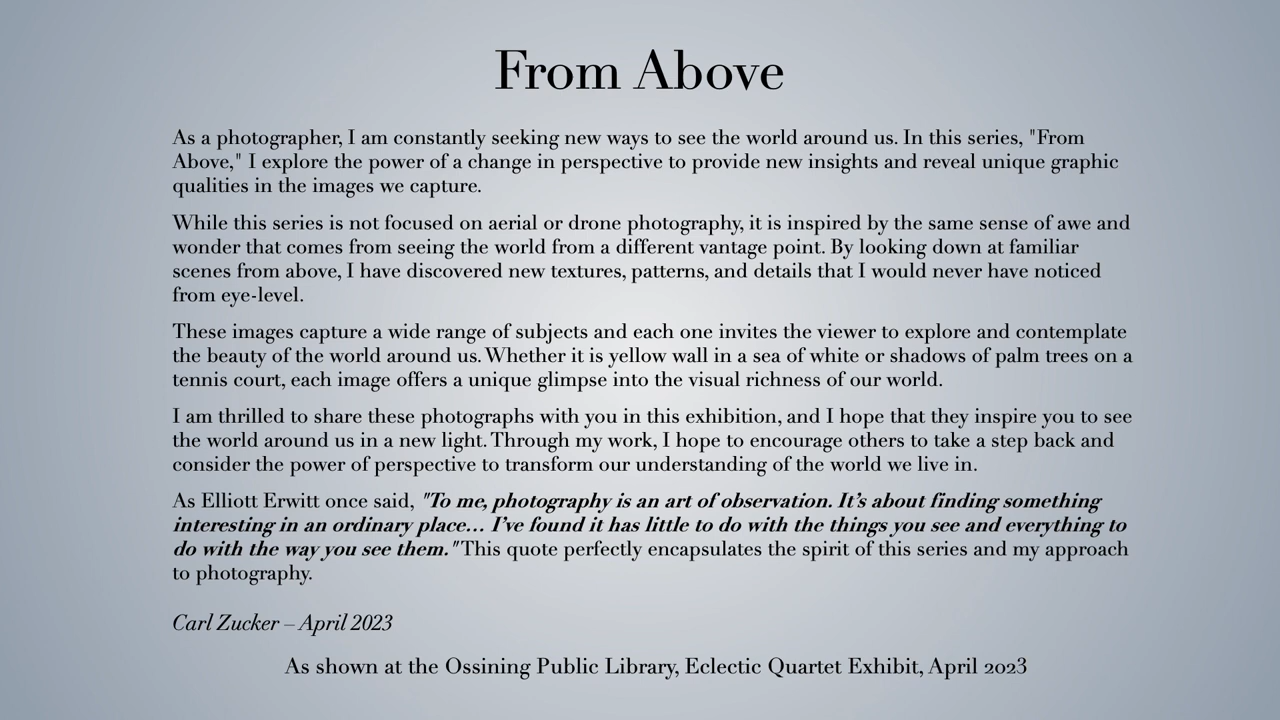 From Above
As a photographer, I am constantly seeking new ways to see the world around us. In this series, "From
Above," I explore the power of a change in perspective to provide new insights and reveal unique graphic
qualities in the images we capture.
While this series is not focused on aerial or drone photography, it is inspired by the same sense of awe and
wonder that comes from seeing the world from a different vantage point. By looking down at familiar
scenes from above, I have discovered new textures, patterns, and details that I would never have noticed
from eye-level.
These images capture a wide range of subjects and each one invites the viewer to explore and contemplate
the beauty of the world around us. Whether it is yellow wall in a sea of white or shadows of palm trees on a
tennis court, each image offers a unique glimpse into the visual richness of our world.
I am thrilled to share these photographs with you in this exhibition, and I hope that they inspire you to see
the world around us in a new light. Through my work, I hope to encourage others to take a step back and
consider the power of perspective to transform our understanding of the world we live in.
As Elliott Erwitt once said, "To me, photography is an art of observation. It’s about finding something
interesting in an ordinary place… I’ve found it has little to do with the things you see and everything to
do with the way you see them." This quote perfectly encapsulates the spirit of this series and my approach
to photography.
Carl Zucker – April 2023
As shown at the Ossining Public Library, Eclectic Quartet Exhibit, April 2023